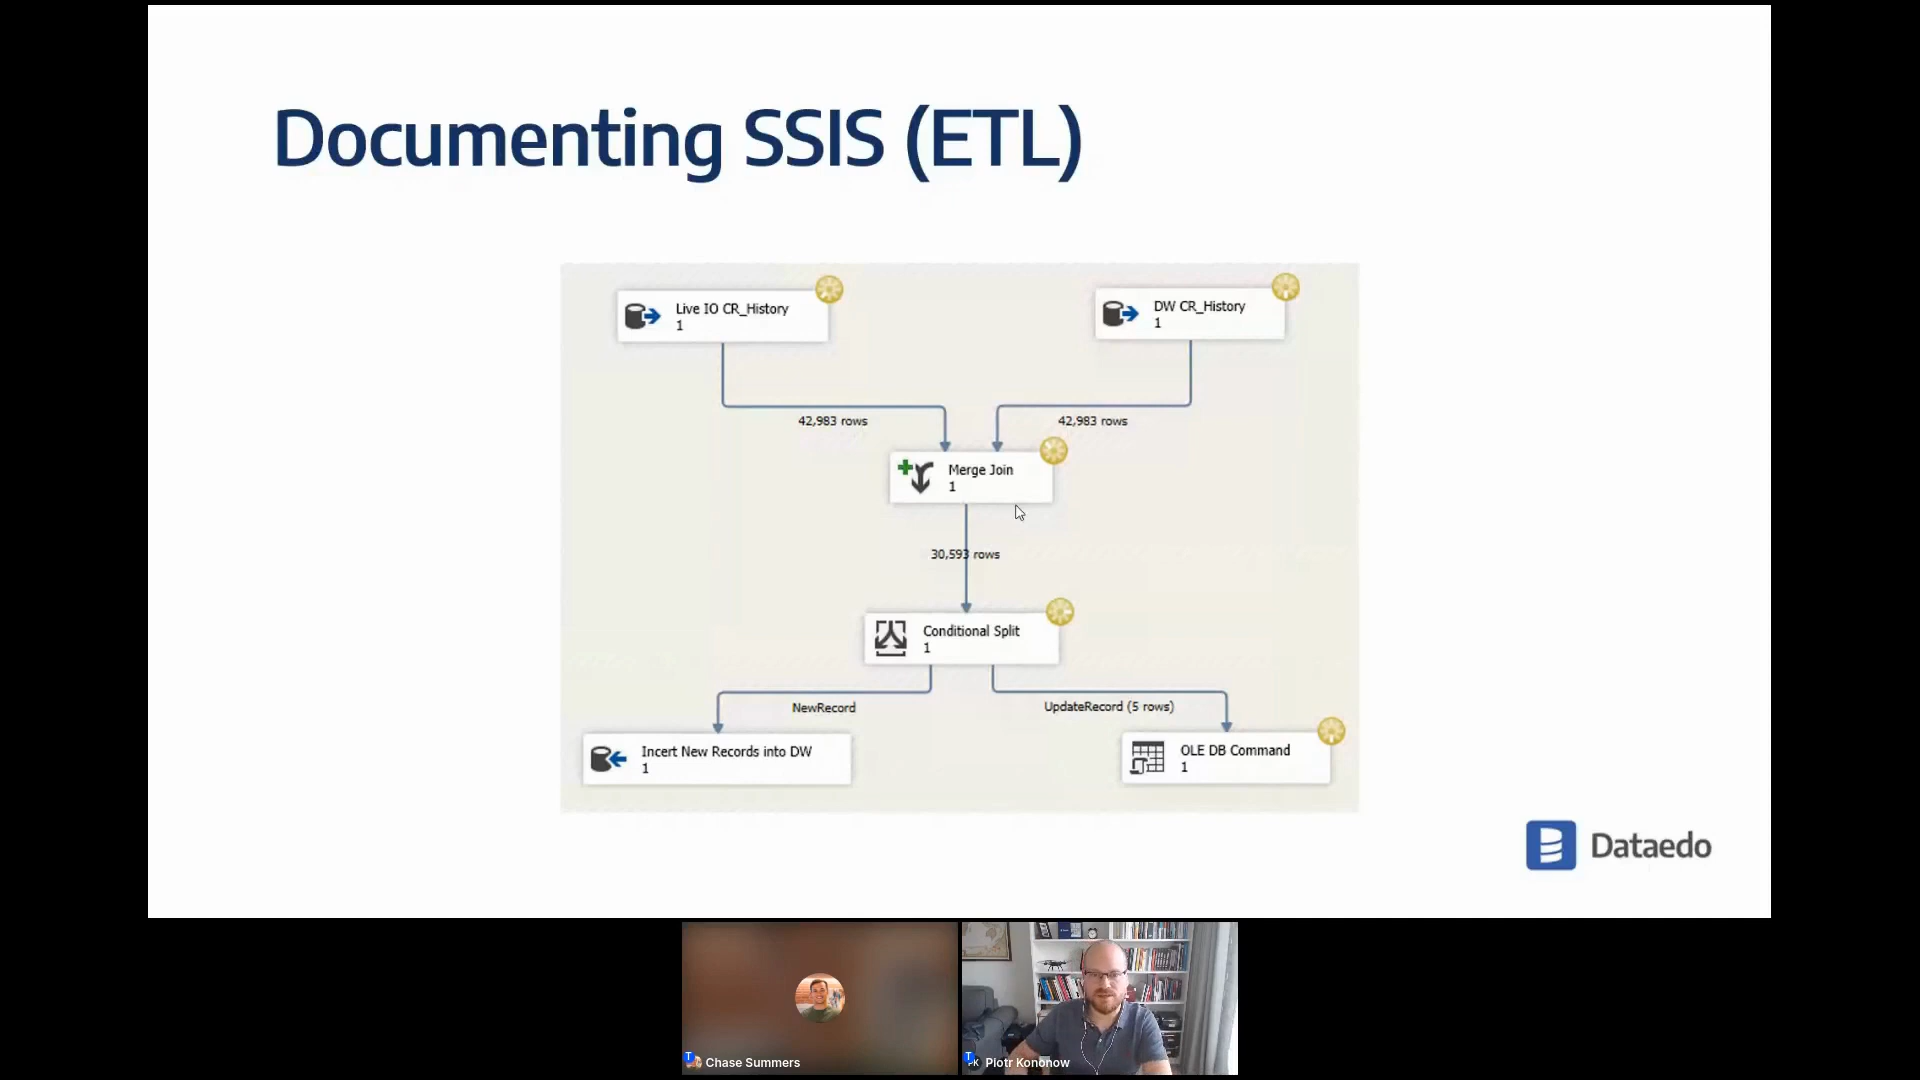 Documenting SSIS (ETL)
Live IO CR_History
1
DW CR_History
1
42,983 rows
42,983 rows
Merge Join
1
30,593 rows
Conditional Split
1
NewRecord
UpdateRecord (5 rows)
Incert New Records into DW
1
OLE DB Command
1
Dataedo
Chase Summers
Piotr Kononow